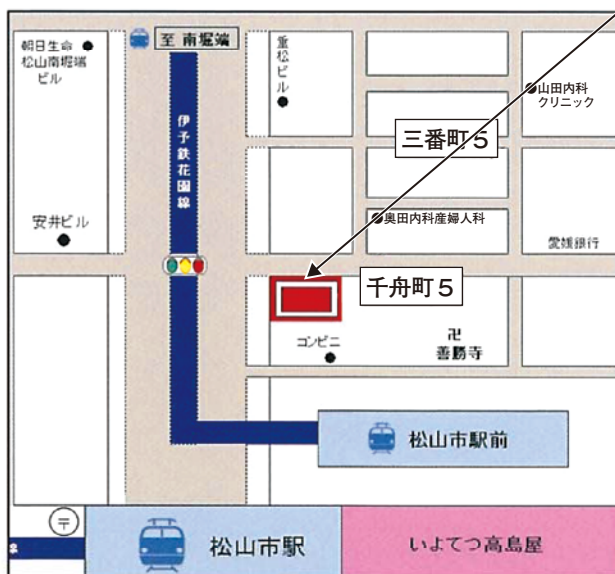 至 南堀端
朝日生命
松山南堀端
ビル
重松ビル
山田内科
クリニック
伊予鉄花園線
三番町5
安井ビル
奥田内科産婦人科
愛媛銀行
千舟町5
コンビニ
卍
善勝寺
松山市駅前
〒
松山市駅
いよてつ高島屋